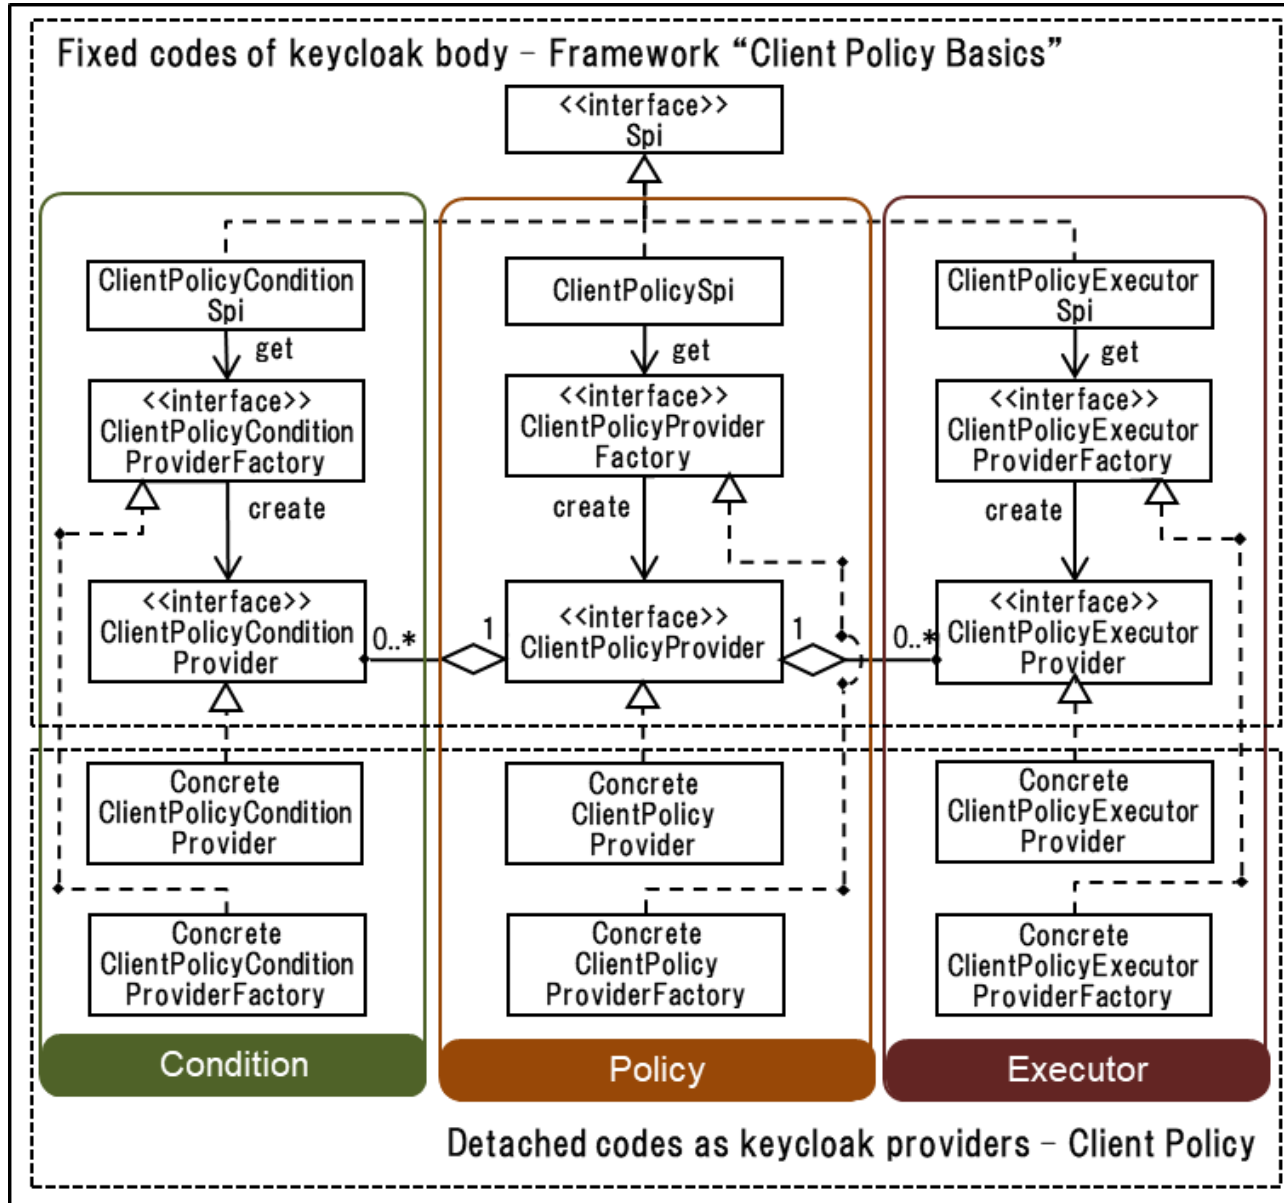 Fixed codes of keycloak body - Framework “Client Policy Basics”
<<interface>>
Spi
ClientPolicyCondition
Spi
ClientPolicySpi
ClientPolicyExecutor
Spi
get
get
get
<<interface>>
ClientPolicyCondition
ProviderFactory
<<interface>>
ClientPolicyProvider
Factory
<<interface>>
ClientPolicyExecutor
ProviderFactory
create
create
create
<<interface>>
ClientPolicyCondition
Provider
0..*
1
<<interface>>
ClientPolicyProvider
1
0..*
<<interface>>
ClientPolicyExecutor
Provider
Concrete
ClientPolicyCondition
Provider
Concrete
ClientPolicy
Provider
Concrete
ClientPolicyExecutor
Provider
Concrete
ClientPolicyCondition
ProviderFactory
Concrete
ClientPolicy
ProviderFactory
Concrete
ClientPolicyExecutor
ProviderFactory
Condition
Policy
Executor
Detached codes as keycloak providers - Client Policy